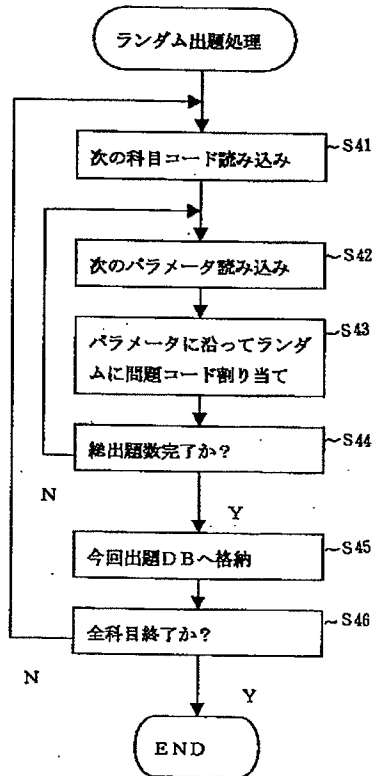 ランダム出題処理
次の科目コード読み込み
~S41
次のパラメータ読み込み
~S42
パラメータに沿ってランダ
ムに問題コード割り当て
~S43
総出題数完了か?
~S44
N
Y
今回出題DBへ格納
~S45
全科目終了か?
~S46
N
Y
END